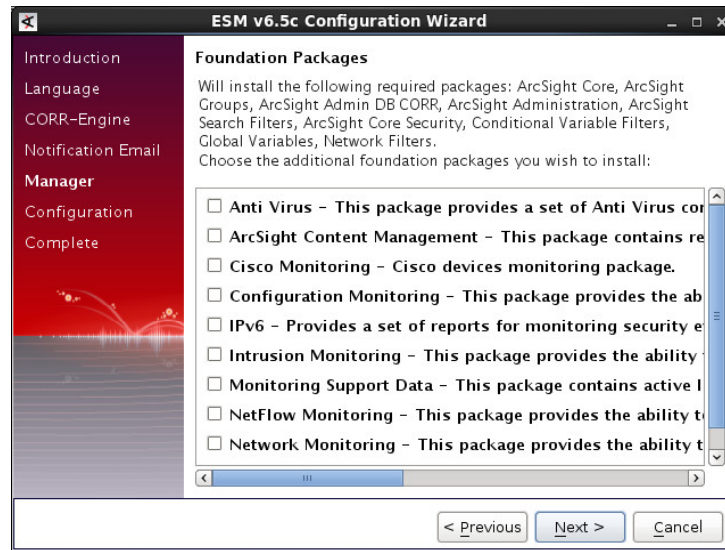 ESM v6.5c Configuration Wizard
Introduction
Language
CORR-Engine
Notification Email
Manager
Configuration
Complete
Foundation Packages
Will install the following required packages: ArcSight Core, ArcSight
Groups, ArcSight Admin DB CORR, ArcSight Administration, ArcSight
Search Filters, ArcSight Core Security, Conditional Variable Filters,
Global Variables, Network Filters.
Choose the additional foundation packages you wish to install:
Anti Virus - This package provides a set of Anti Virus cor
ArcSight Content Management - This package contains re
Cisco Monitoring - Cisco devices monitoring package.
Configuration Monitoring - This package provides the ab
IPv6 - Provides a set of reports for monitoring security e
Intrusion Monitoring - This package provides the ability
Monitoring Support Data - This package contains active l
NetFlow Monitoring - This package provides the ability t
Network Monitoring - This package provides the ability t
< Previous
Next >
Cancel